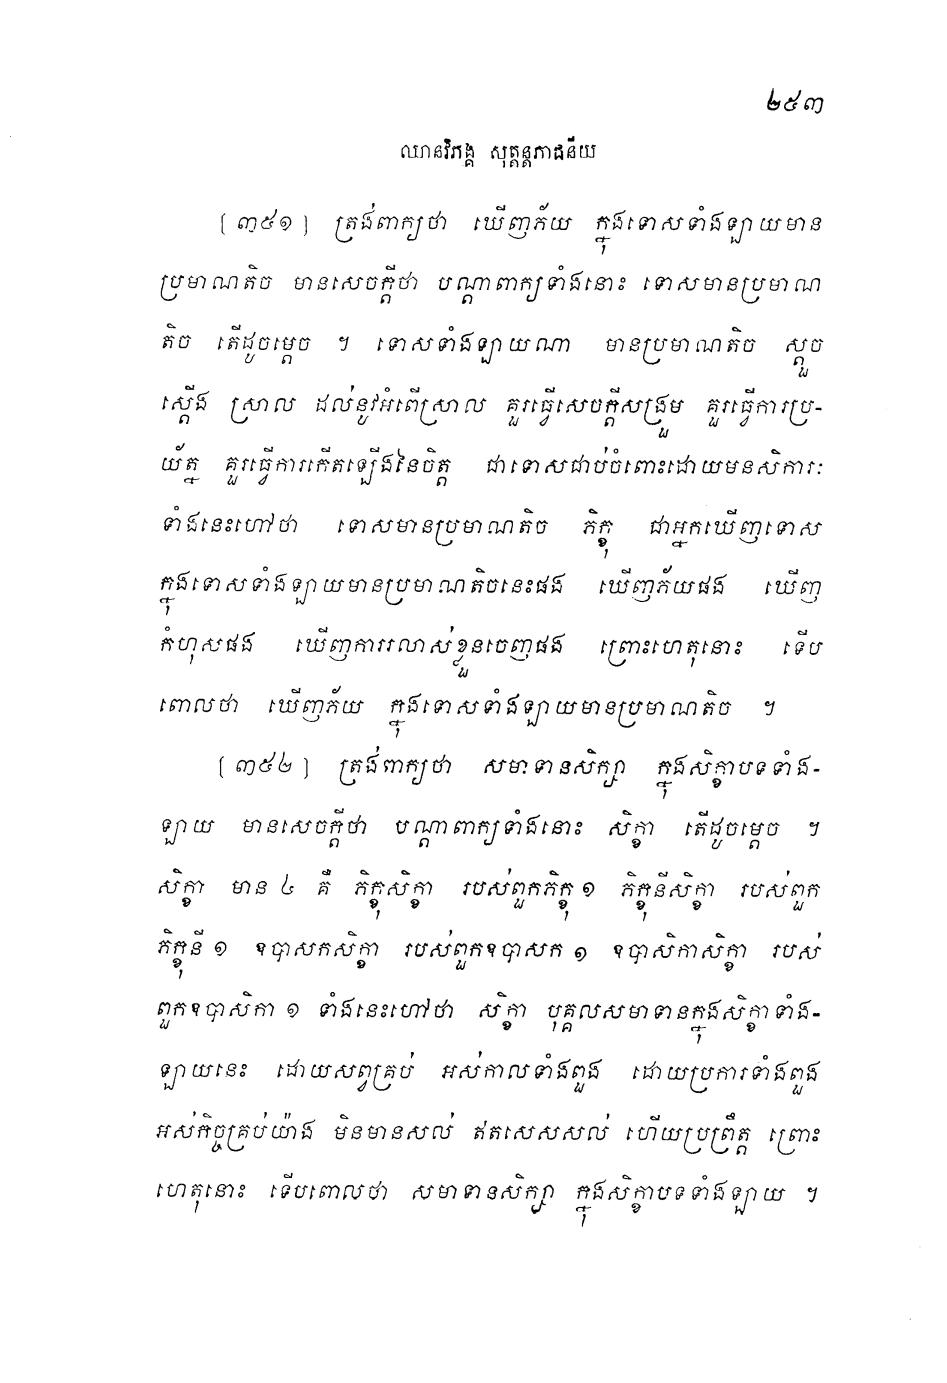 ២៥៣
ឈានវិភង្គ សុត្តន្តភាជនីយ
[ ៣៥១ ] ត្រង់ពាក្យថា ឃើញភ័យ ក្នុងទោសទាំងឡាយមាន
ប្រមាណតិច មានសេចក្តីថា បណ្តាពាក្យទាំងនោះ ទោសមានប្រមាណ
តិច តើដូចម្តេច ។ ទោសទាំងឡាយណា មានប្រមាណតិច ស្តួច
ស្តើង ស្រាល ដល់នូវអំពើស្រាល គួរធ្វើសេចក្តីសង្រួម គួរធ្វើការប្រ-
យ័ត្ន គួរធ្វើការកើតឡើងនៃចិត្ត ជាទោសជាប់ចំពោះដោយមនសិការៈ
ទាំងនេះហៅថា ទោសមានប្រមាណតិច ភិក្ខុ ជាអ្នកឃើញទោស
ក្នុងទោសទាំងឡាយមានប្រមាណតិចនេះផង ឃើញភ័យផង ឃើញ
កំហុសផង ឃើញការរលាស់ខ្លួនចេញផង ព្រោះហេតុនោះ ទើប
ពោលថា ឃើញភ័យ ក្នុងទោសទាំងឡាយមានប្រមាណតិច ។
[ ៣៥២ ] ត្រង់ពាក្យថា សមាទានសិក្សា ក្នុងសិក្ខាបទទាំង-
ឡាយ មានសេចក្តីថា បណ្តាពាក្យទាំងនោះ សិក្ខា តើដូចម្តេច ។
សិក្ខា មាន ៤ គឺ ភិក្ខុសិក្ខា របស់ពួកភិក្ខុ ១ ភិក្ខុនីសិក្ខា របស់ពួក
ភិក្ខុនី ១ ឧបាសកសិក្ខា របស់ពួកឧបាសក ១ ឧបាសិកាសិក្ខា របស់
ពួកឧបាសិកា ១ ទាំងនេះហៅថា សិក្ខា បុគ្គលសមាទានក្នុងសិក្ខាទាំង-
ឡាយនេះ ដោយសព្វគ្រប់ អស់កាលទាំងពួង ដោយប្រការទាំងពួង
អស់កិច្ចគ្រប់យ៉ាង មិនមានសល់ ឥតសេសសល់ ហើយប្រព្រឹត្ត ព្រោះ
ហេតុនោះ ទើបពោលថា សមាទានសិក្សា ក្នុងសិក្ខាបទទាំងឡាយ ។